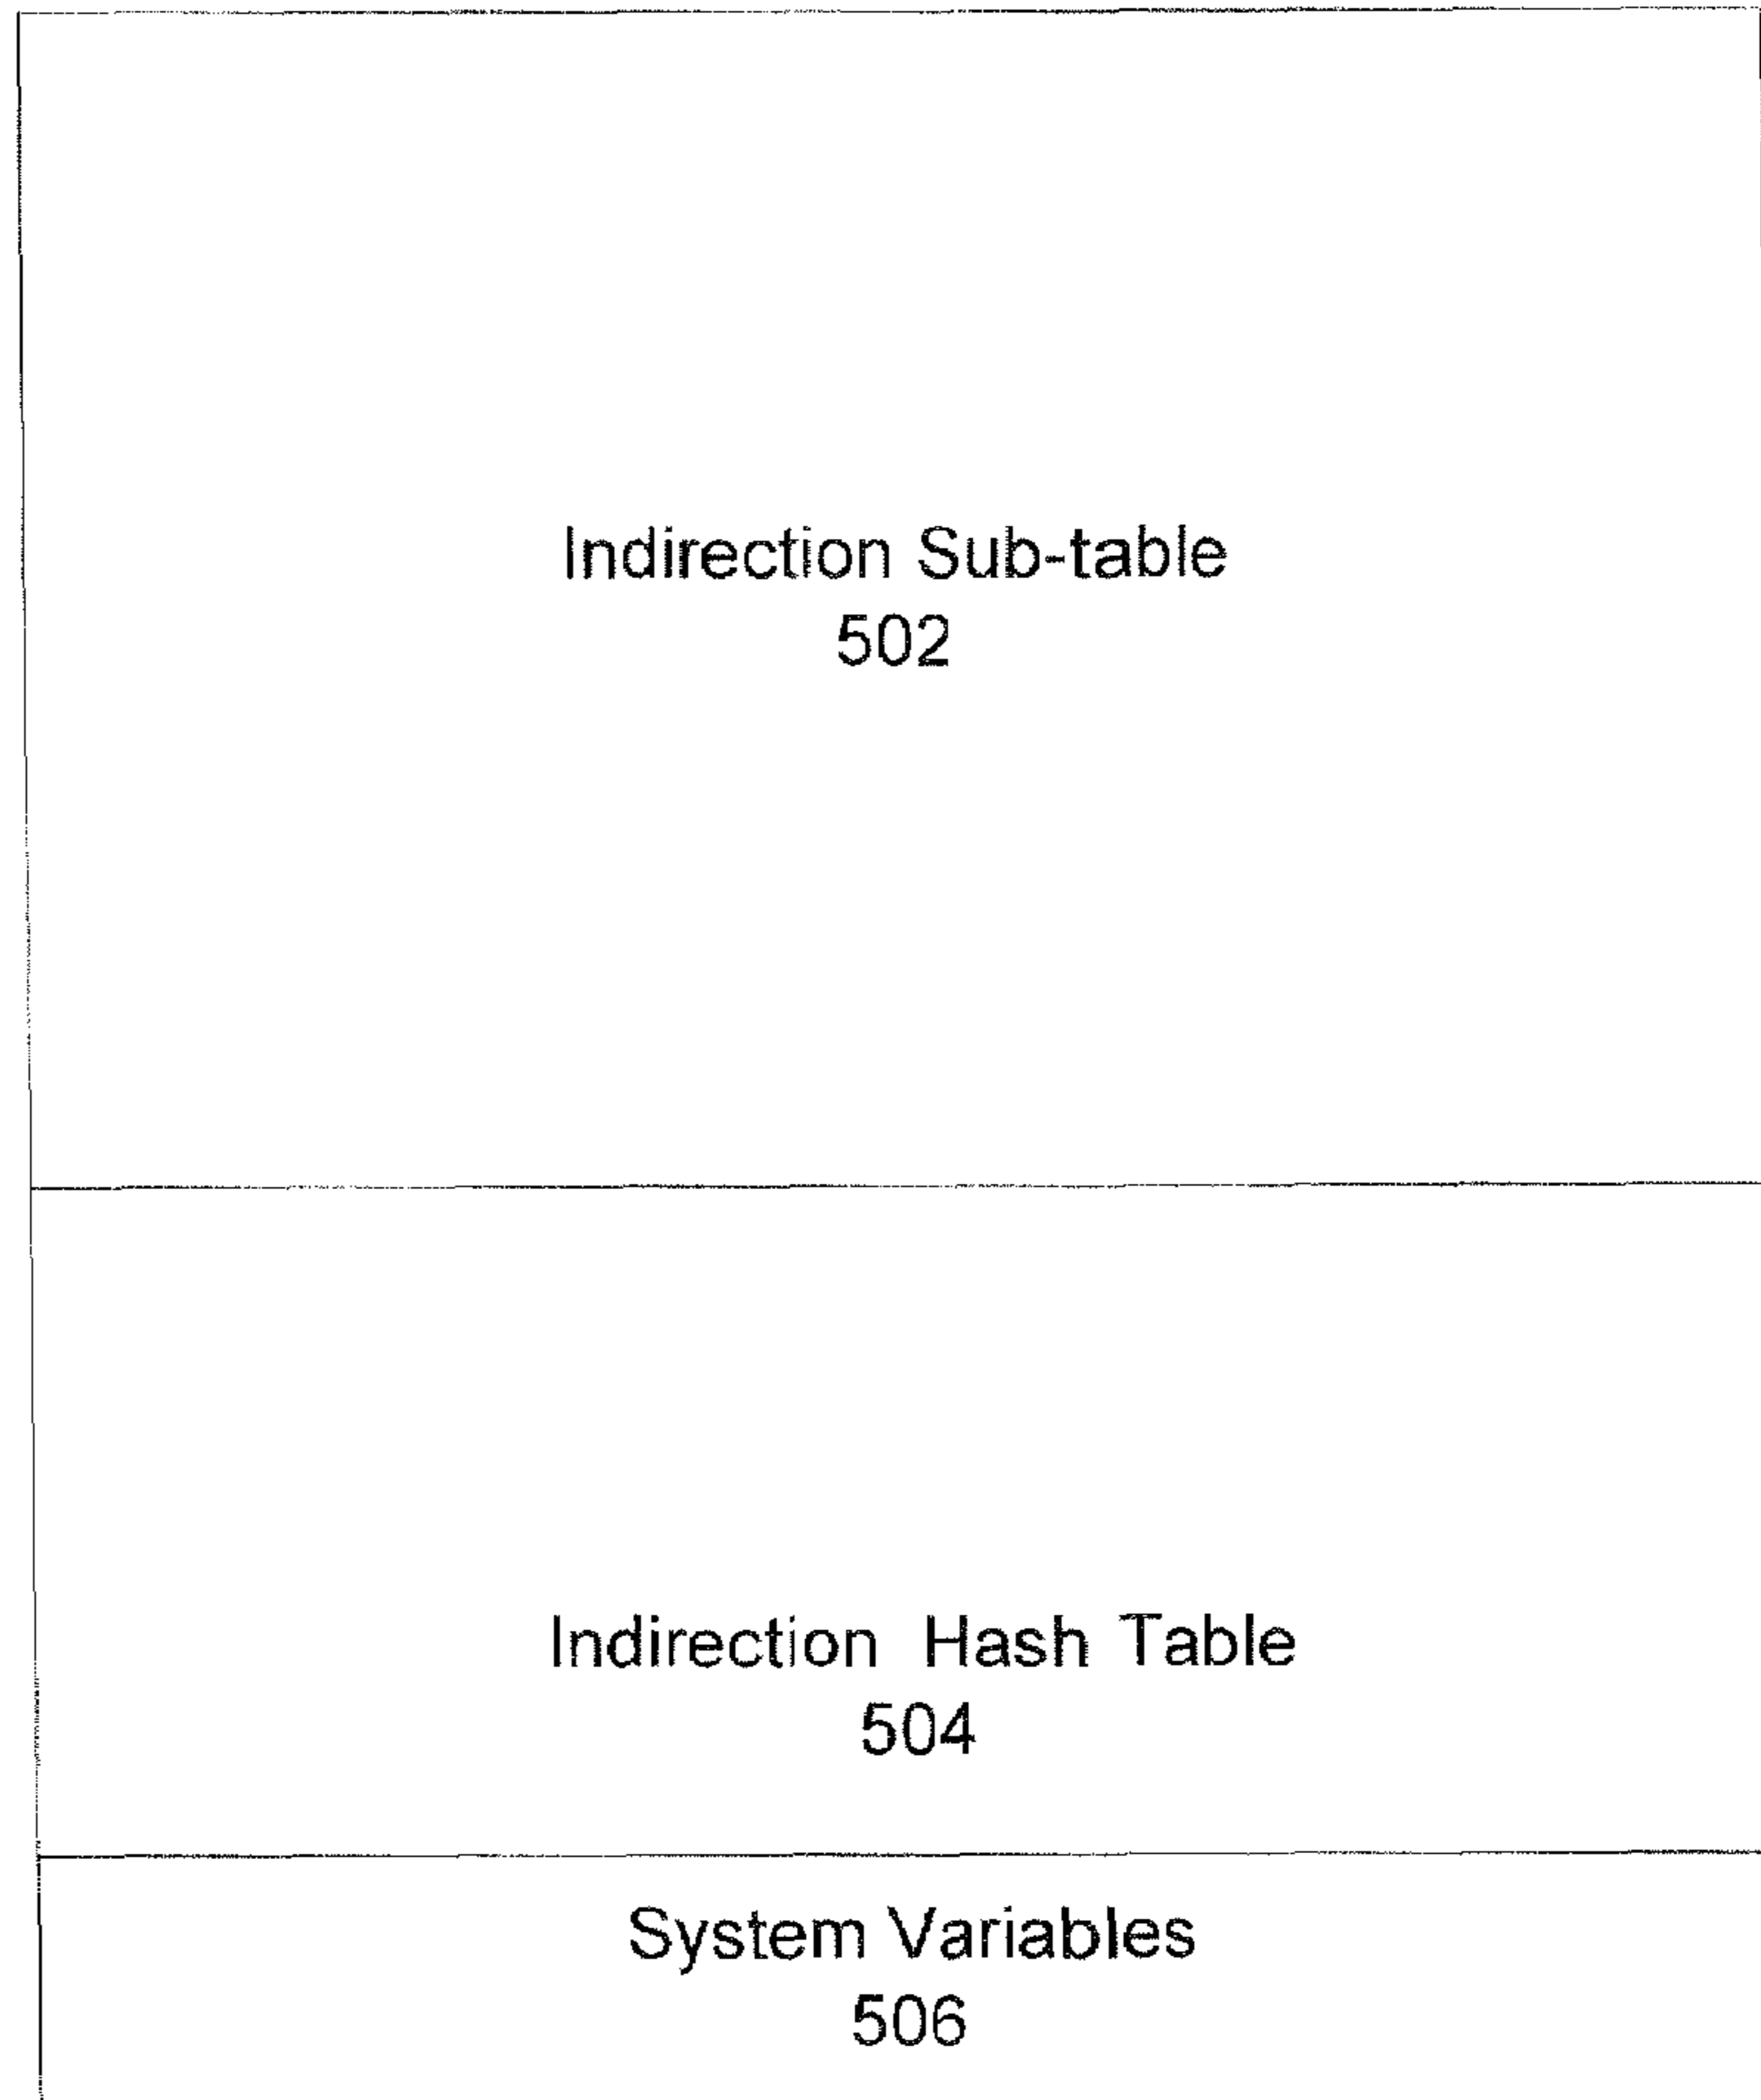 Indirection Sub-table
502
Indirection Hash Table
504
System Variables
506